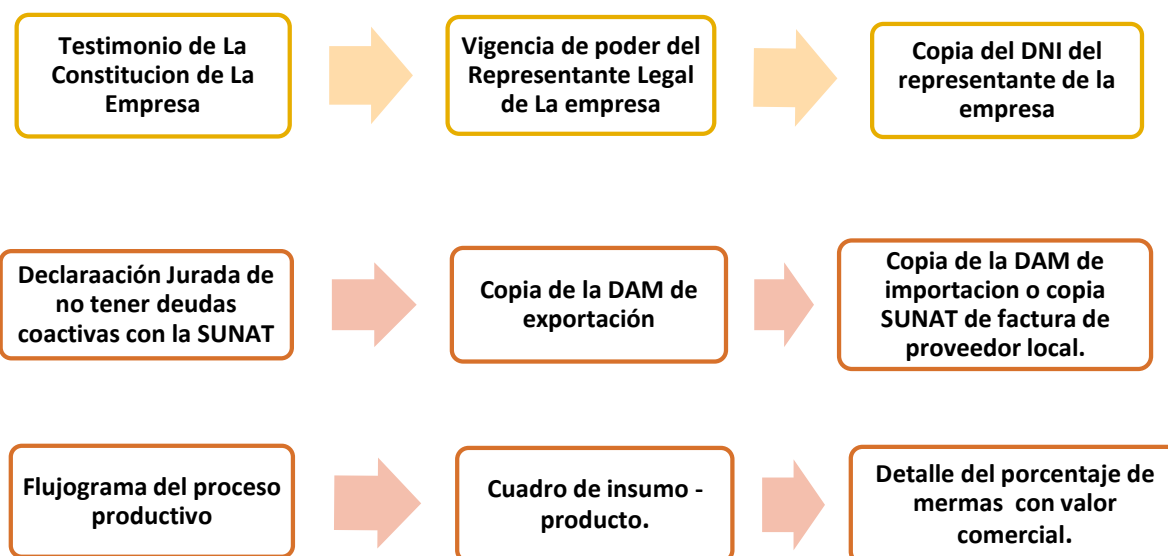 Testimonio de La
Constitucion de La
Empresa
Vigencia de poder del
Representante Legal
de La empresa
Copia del DNI del
representante de la
empresa
Declaraación Jurada de
no tener deudas
coactivas con la SUNAT
Copia de la DAM de
exportación
Copia de la DAM de
importacion o copia
SUNAT de factura de
proveedor local.
Flujograma del proceso
productivo
Cuadro de insumo -
producto.
Detalle del porcentaje de
mermas con valor
comercial.